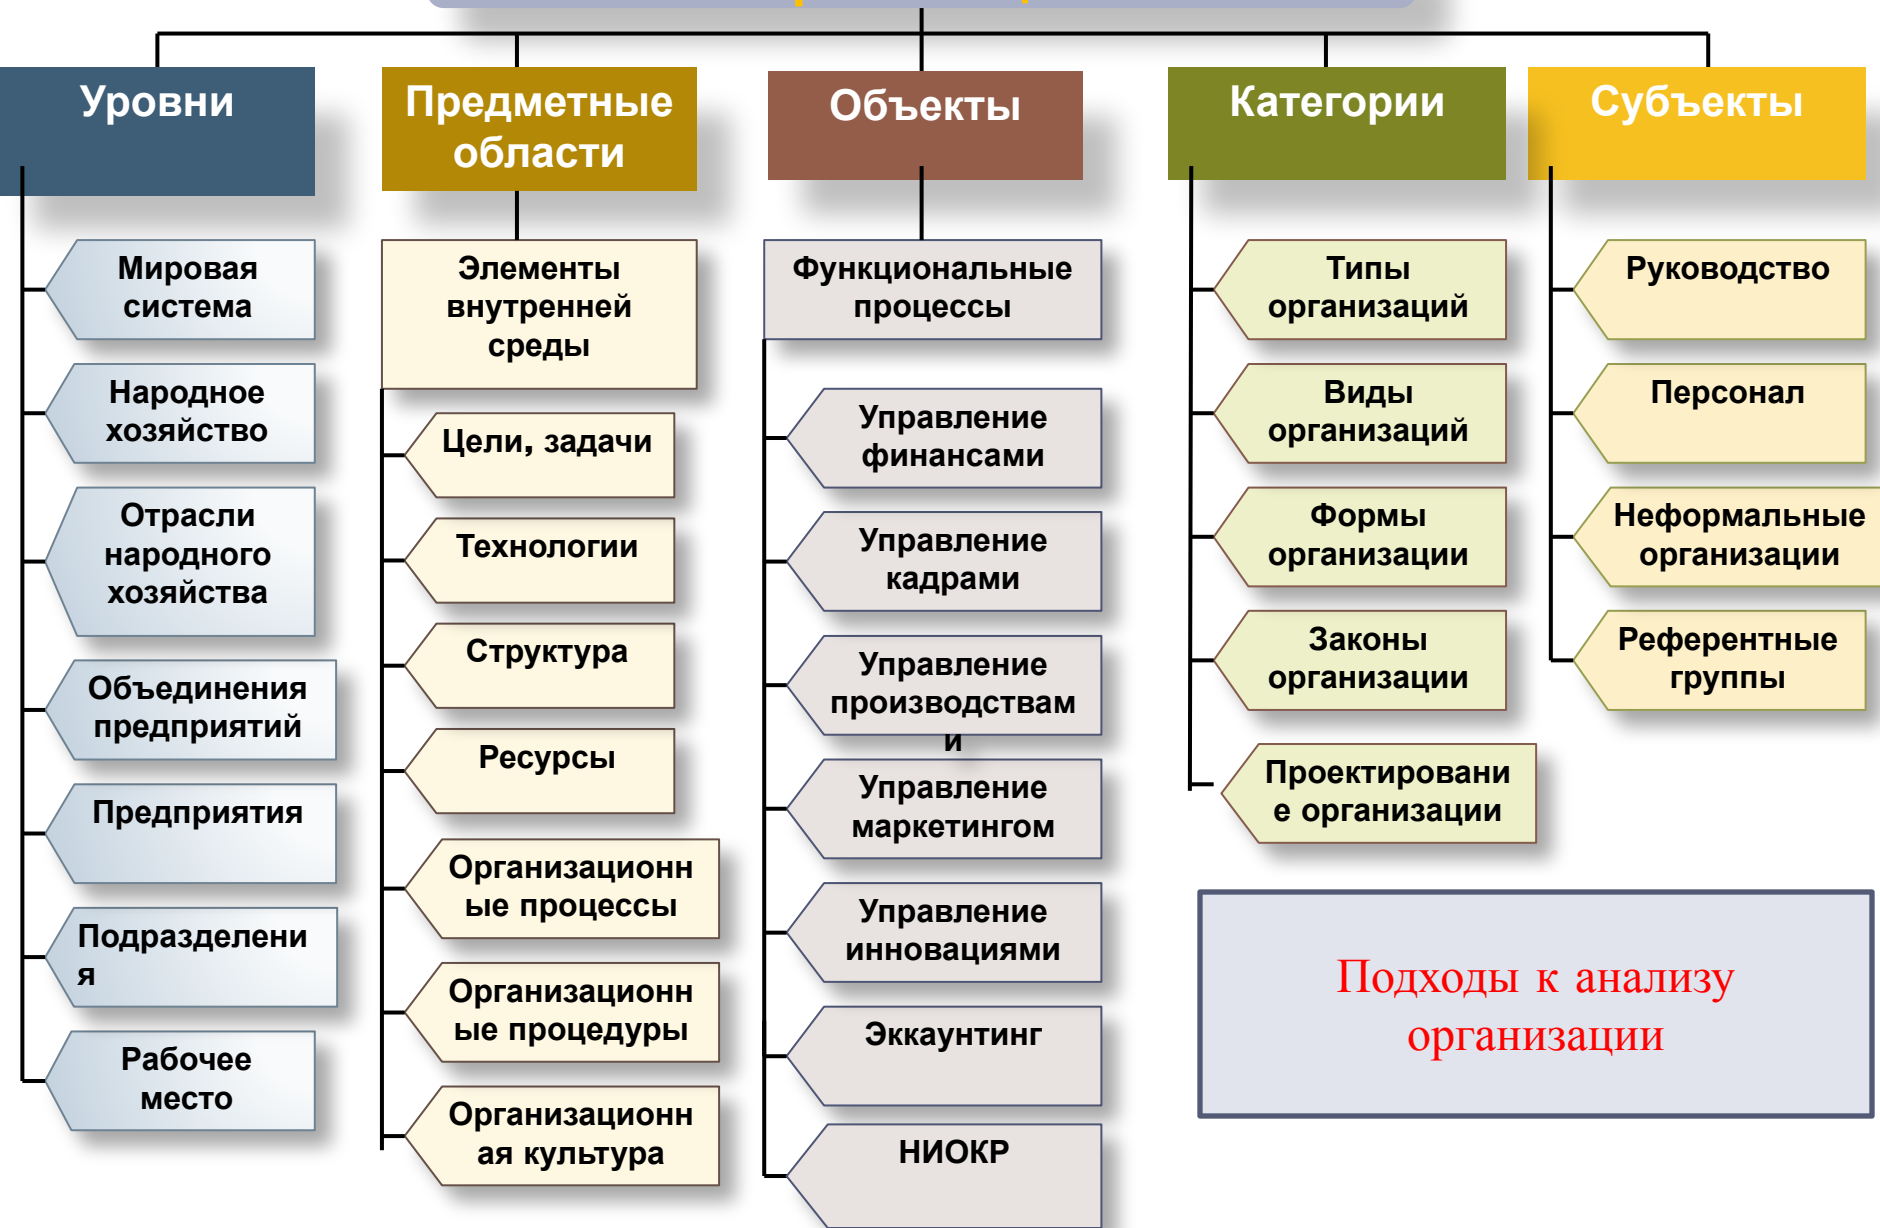 Уровни
Мировая
система
Народное
хозяйство
Отрасли
народного
хозяйства
Объединения
предприятий
Предприятия
Подразделени
я
Рабочее
место
Предметные
области
Элементы
внутренней
среды
Цели, задачи
Технологии
Структура
Ресурсы
Организационн
ые процессы
Организационн
ые процедуры
Организационн
ая культура
Объекты
Функциональные
процессы
Управление
финансами
Управление
кадрами
Управление
производствам
и
Управление
маркетингом
Управление
инновациями
Эккаунтинг
НИОКР
Категории
Типы
организаций
Виды
организаций
Формы
организации
Законы
организации
Проектировани
е организации
Субъекты
Руководство
Персонал
Неформальные
организации
Референтные
группы
Подходы к анализу
организации